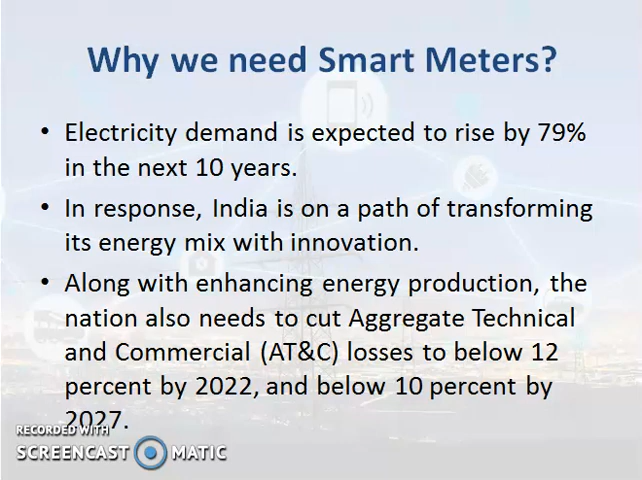 Why we need Smart Meters?
• Electricity demand is expected to rise by 79%
in the next 10 years.
• In response, India is on a path of transforming
its energy mix with innovation.
• Along with enhancing energy production, the
nation also needs to cut Aggregate Technical
and Commercial (AT&C) losses to below 12
percent by 2022, and below 10 percent by
2027.
RECORDED WITH
SCREENCAST MATIC